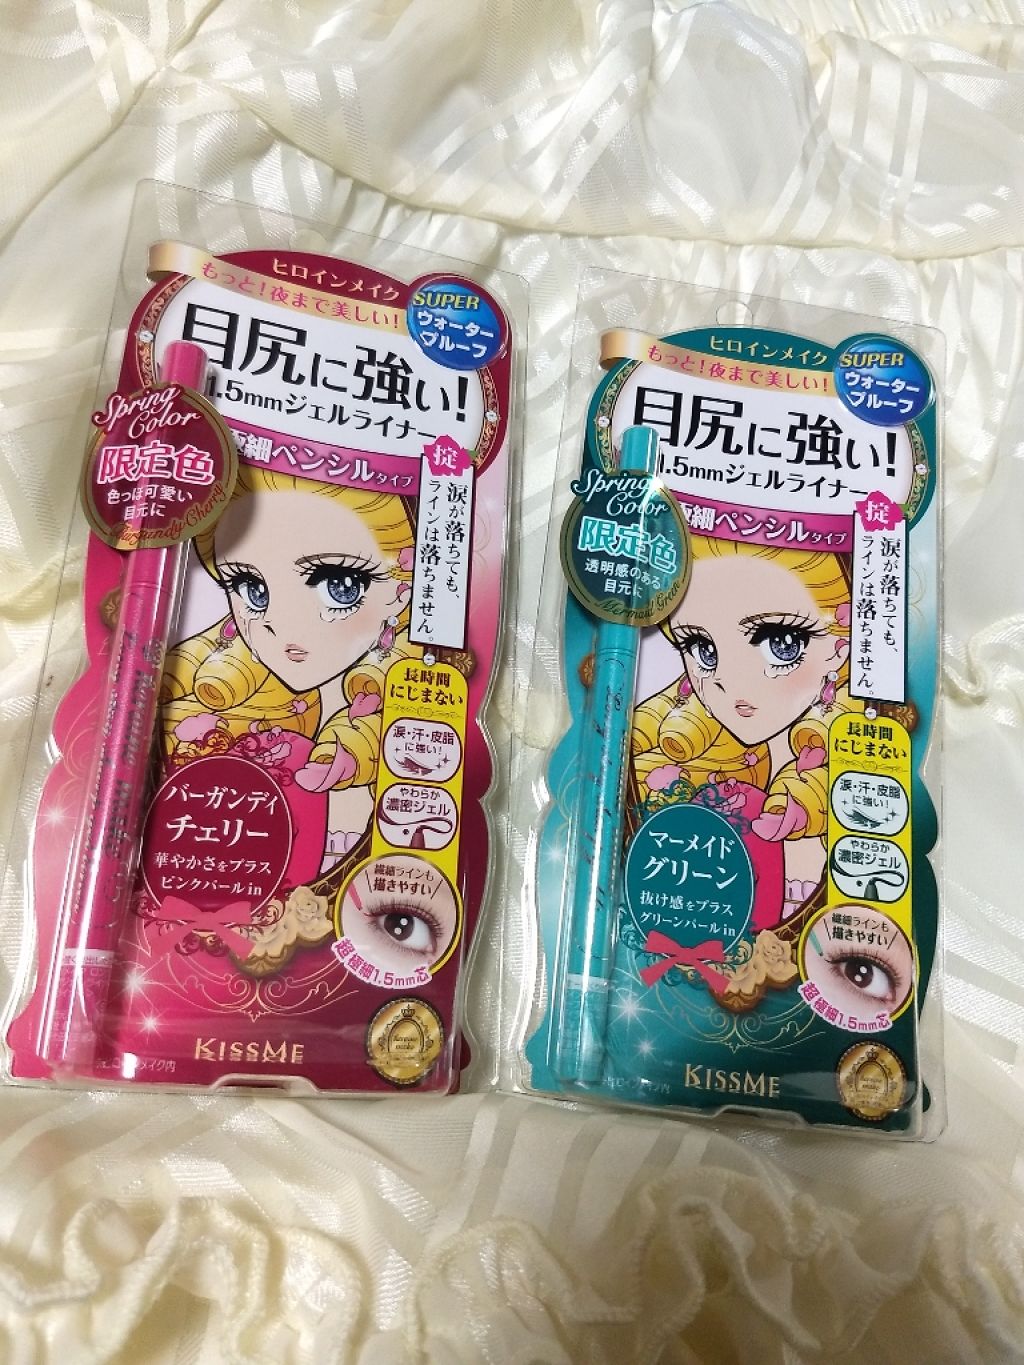 ヒロインメイク
もっと!夜まで美しい!
SUPER
ウォーター
プルーフ
目尻に強い!
1.5mmジェルライナー
極細ペンシルタイプ
Spring
Color
限定色
色っぽ可愛い
目元に
Burgundy Cherry
掟
涙が落ちても、
ラインは落ちません。
長時間
にじまない
涙・汗・皮脂
に強い!
やわらか
濃密ジェル
バーガンディ
チェリー
華やかさをプラス
ピンクパールin
繊細ラインも
描きやすい
超極細1.5mm芯
KISSME
heroine
make
ヒロインメイク
もっと!夜まで美しい!
SUPER
ウォーター
プルーフ
目尻に強い!
1.5mmジェルライナー
極細ペンシルタイプ
Spring
Color
限定色
透明感のある
目元に
Mermaid Green
掟
涙が落ちても、
ラインは落ちません。
長時間
にじまない
涙・汗・皮脂
に強い!
やわらか
濃密ジェル
マーメイド
グリーン
抜け感をプラス
グリーンパールin
繊細ラインも
描きやすい
超極細1.5mm芯
KISSME
heroine
make